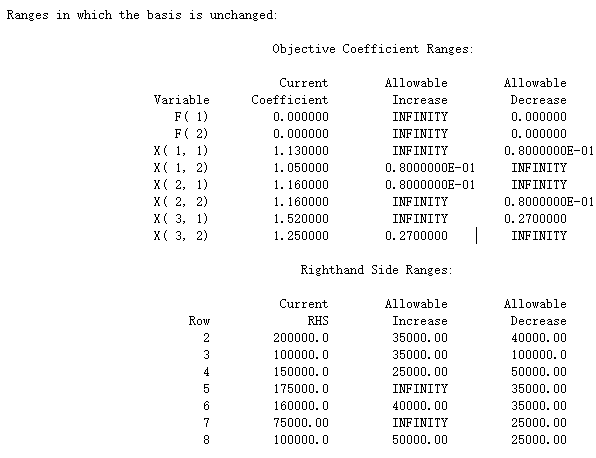 Ranges in which the basis is unchanged:
Objective Coefficient Ranges:
Current Allowable Allowable
Variable Coefficient Increase Decrease
F( 1) 0.000000 INFINITY 0.000000
F( 2) 0.000000 INFINITY 0.000000
X( 1, 1) 1.130000 INFINITY 0.8000000E-01
X( 1, 2) 1.050000 0.8000000E-01 INFINITY
X( 2, 1) 1.160000 0.8000000E-01 INFINITY
X( 2, 2) 1.160000 INFINITY 0.8000000E-01
X( 3, 1) 1.520000 INFINITY 0.2700000
X( 3, 2) 1.250000 0.2700000 INFINITY
Righthand Side Ranges:
Current Allowable Allowable
Row RHS Increase Decrease
2 200000.0 35000.00 40000.00
3 100000.0 35000.00 100000.0
4 150000.0 25000.00 50000.00
5 175000.0 INFINITY 35000.00
6 160000.0 40000.00 35000.00
7 75000.00 INFINITY 25000.00
8 100000.0 50000.00 25000.00